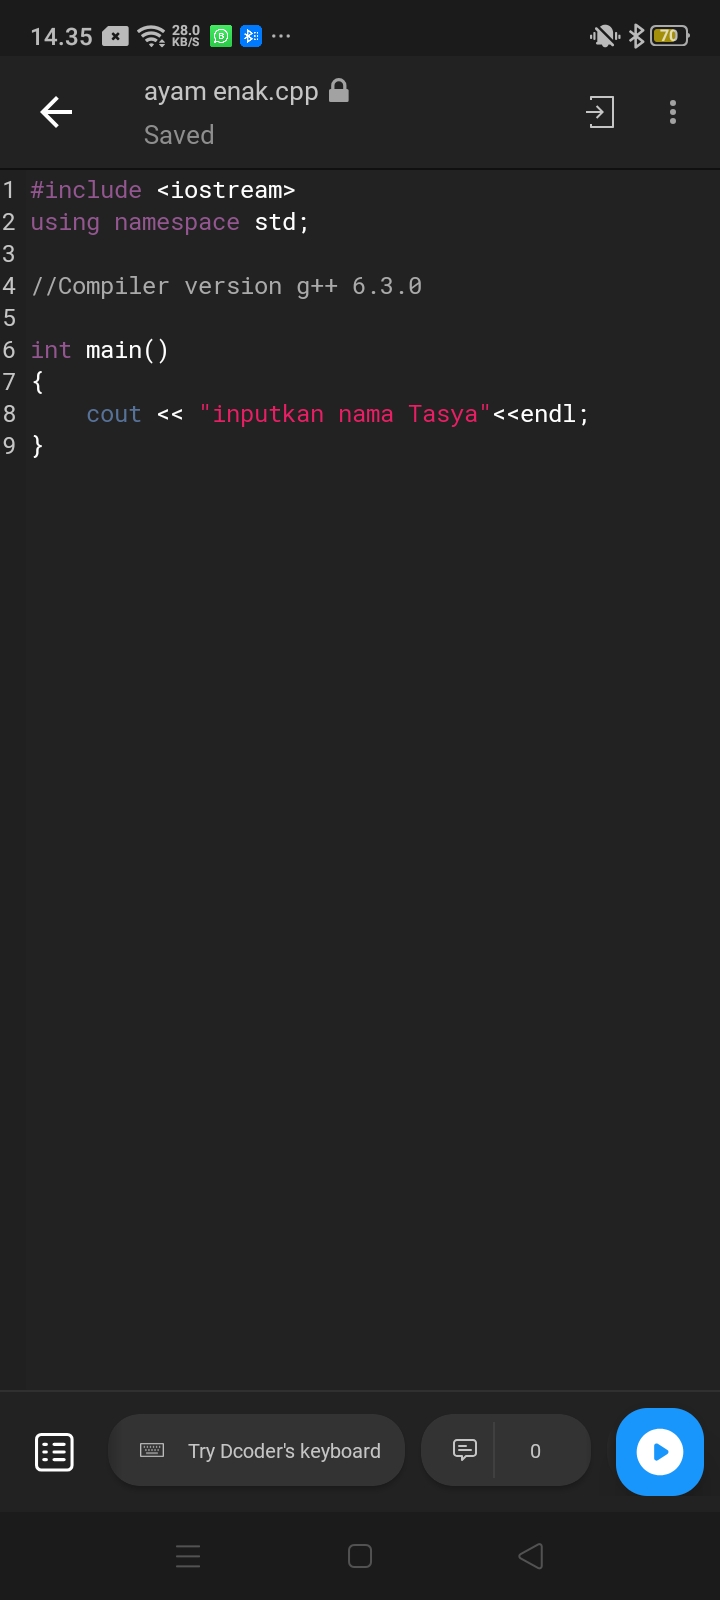 14.35 28.0 KB/S 70
ayam enak.cpp
Saved
1 #include <iostream>
2 using namespace std;
3
4 //Compiler version g++ 6.3.0
5
6 int main()
7 {
8     cout << "inputkan nama Tasya"<<endl;
9 }
Try Dcoder's keyboard 0